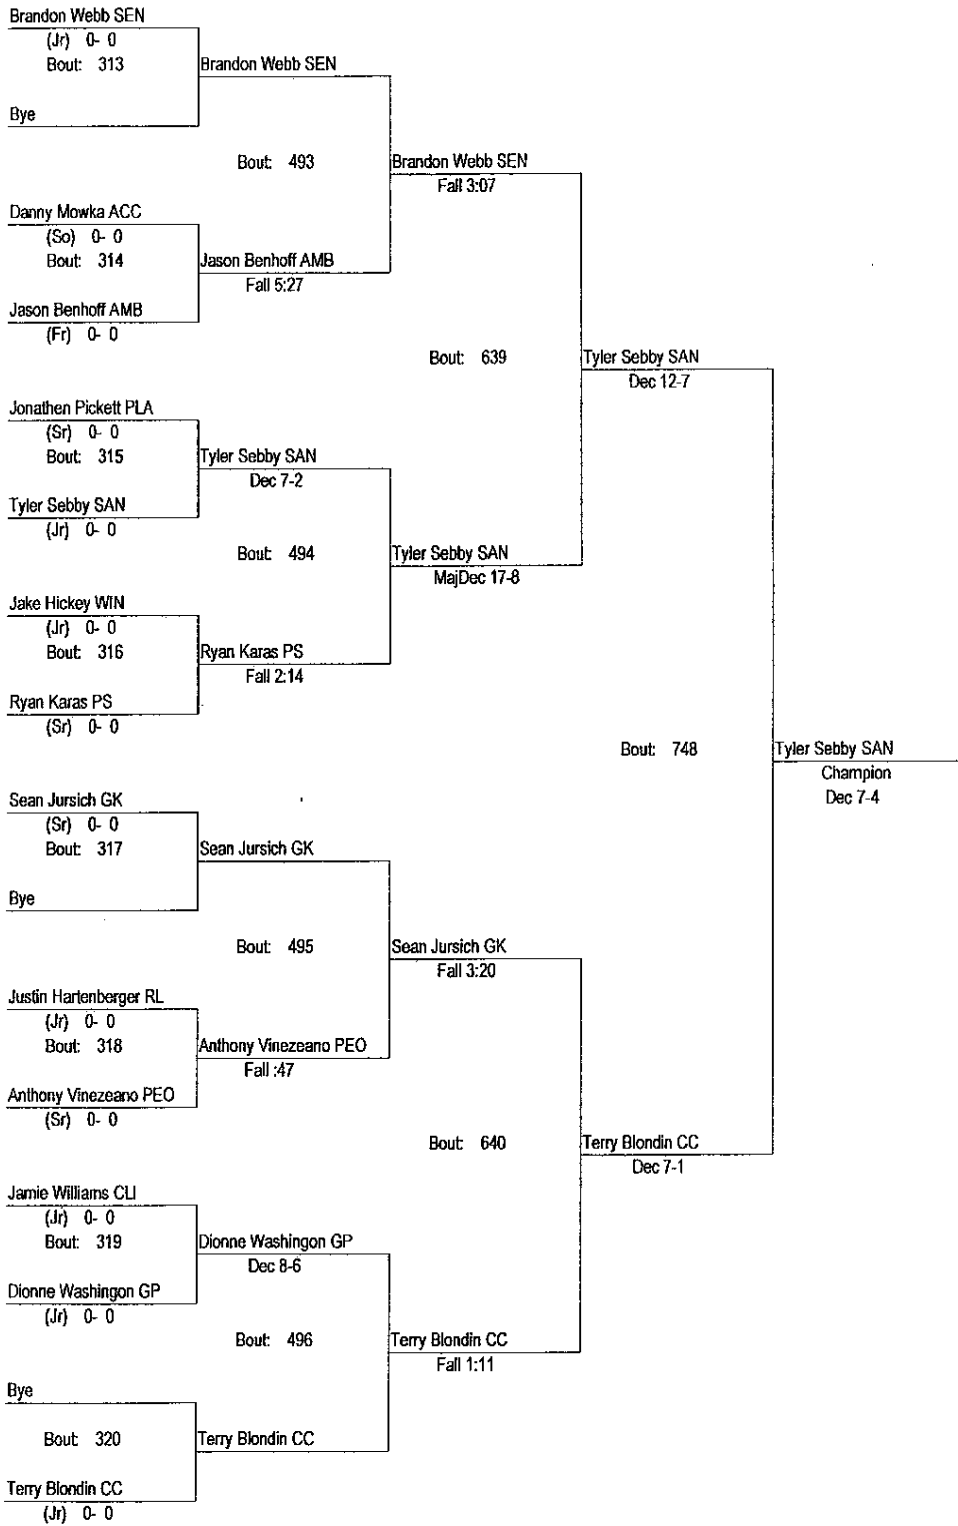 Brandon Webb SEN
(Jr) 0- 0
Bout: 313
Brandon Webb SEN
Bye
Bout: 493
Brandon Webb SEN
Fall 3:07
Danny Mowka ACC
(So) 0- 0
Bout: 314
Jason Benhoff AMB
Fall 5:27
Jason Benhoff AMB
(Fr) 0- 0
Bout: 639
Tyler Sebby SAN
Dec 12-7
Jonathen Pickett PLA
(Sr) 0- 0
Bout: 315
Tyler Sebby SAN
Dec 7-2
Tyler Sebby SAN
(Jr) 0- 0
Bout: 494
Tyler Sebby SAN
MajDec 17-8
Jake Hickey WIN
(Jr) 0- 0
Bout: 316
Ryan Karas PS
Fall 2:14
Ryan Karas PS
(Sr) 0- 0
Bout: 748
Tyler Sebby SAN
Champion
Dec 7-4
Sean Jursich GK
(Sr) 0- 0
Bout: 317
Sean Jursich GK
Bye
Bout: 495
Sean Jursich GK
Fall 3:20
Justin Hartenberger RL
(Jr) 0- 0
Bout: 318
Anthony Vinezeano PEO
Fall :47
Anthony Vinezeano PEO
(Sr) 0- 0
Bout: 640
Terry Blondin CC
Dec 7-1
Jamie Williams CLI
(Jr) 0- 0
Bout: 319
Dionne Washingon GP
Dec 8-6
Dionne Washingon GP
(Jr) 0- 0
Bout: 496
Terry Blondin CC
Fall 1:11
Bye
Bout: 320
Terry Blondin CC
Terry Blondin CC
(Jr) 0- 0